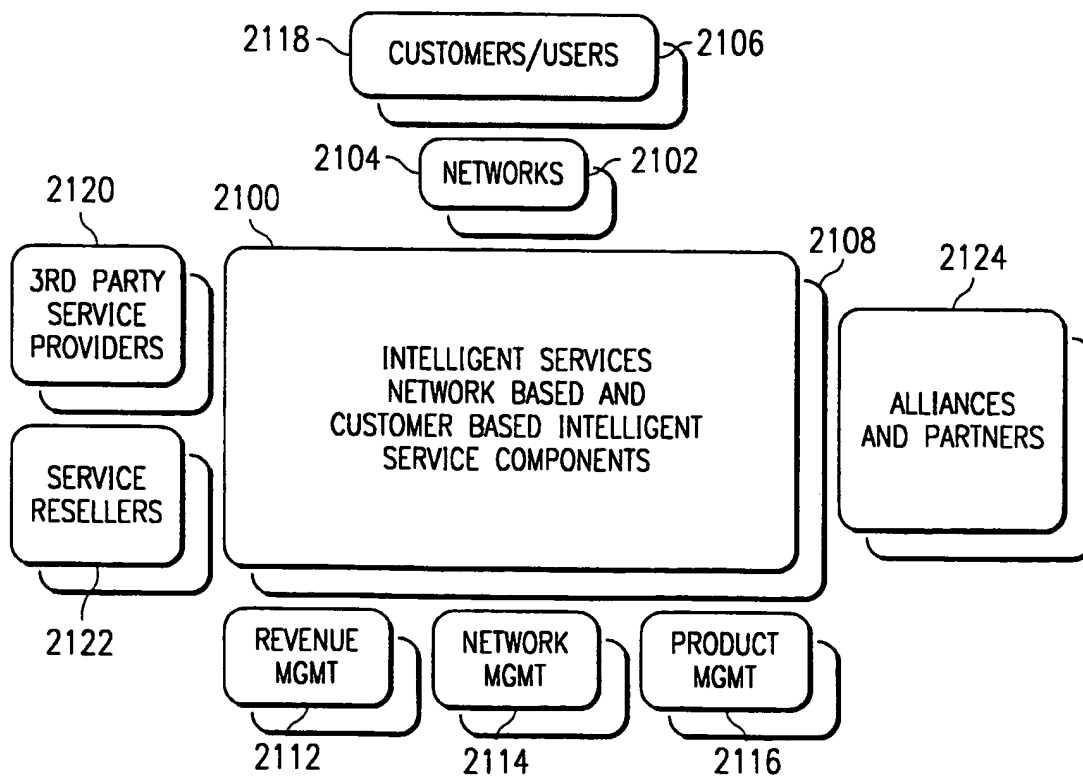 2118
CUSTOMERS/USERS
2106
2104
NETWORKS
2102
2120
2100
2108
2124
3RD PARTY
SERVICE
PROVIDERS
INTELLIGENT SERVICES
NETWORK BASED AND
CUSTOMER BASED INTELLIGENT
SERVICE COMPONENTS
ALLIANCES
AND PARTNERS
SERVICE
RESELLERS
2122
REVENUE
MGMT
NETWORK
MGMT
PRODUCT
MGMT
2112
2114
2116